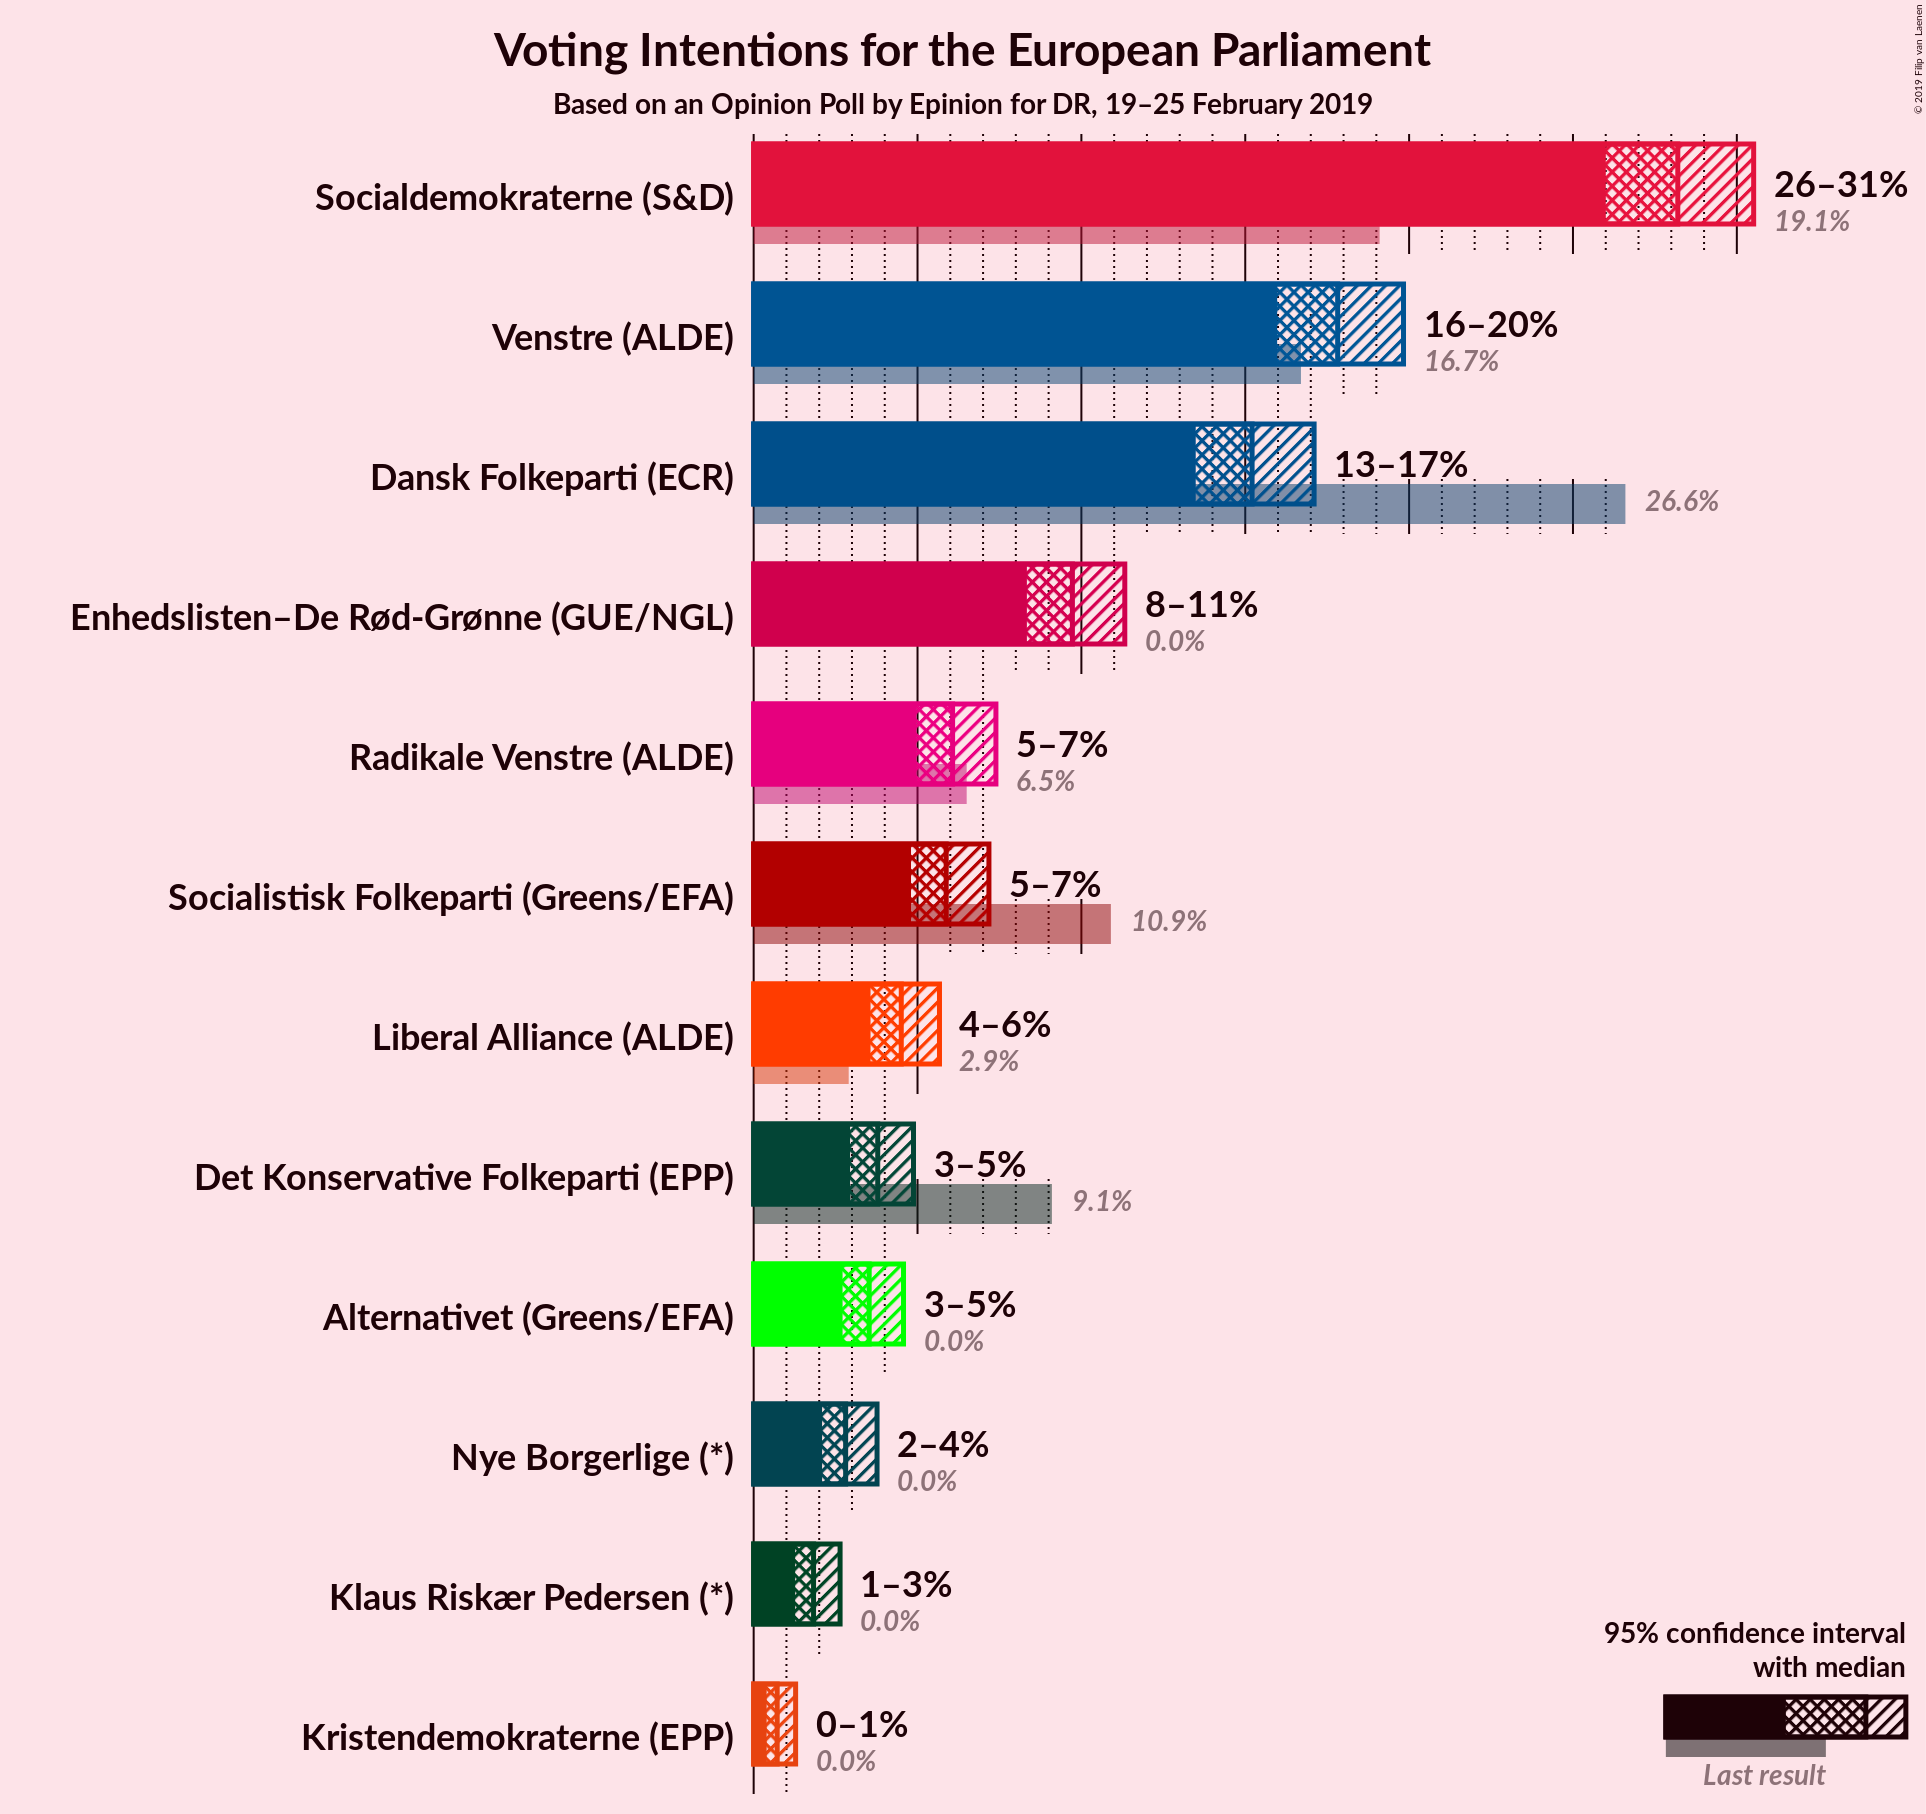 Voting Intentions for the European Parliament
Based on an Opinion Poll by Epinion for DR, 19–25 February 2019
© 2019 Filip van Laenen
Socialdemokraterne (S&D)
26–31%
19.1%
Venstre (ALDE)
16–20%
16.7%
Dansk Folkeparti (ECR)
13–17%
26.6%
Enhedslisten–De Rød-Grønne (GUE/NGL)
8–11%
0.0%
Radikale Venstre (ALDE)
5–7%
6.5%
Socialistisk Folkeparti (Greens/EFA)
5–7%
10.9%
Liberal Alliance (ALDE)
4–6%
2.9%
Det Konservative Folkeparti (EPP)
3–5%
9.1%
Alternativet (Greens/EFA)
3–5%
0.0%
Nye Borgerlige (*)
2–4%
0.0%
Klaus Riskær Pedersen (*)
1–3%
0.0%
Kristendemokraterne (EPP)
0–1%
0.0%
95% confidence interval
with median
Last result